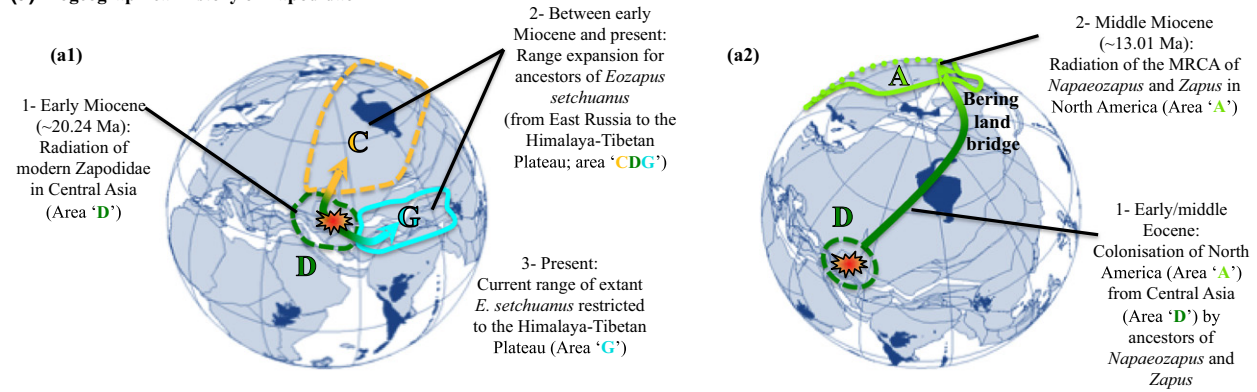 (a1)
1- Early Miocene
(~20.24 Ma):
Radiation of
modern Zapodidae
in Central Asia
(Area ‘D’)
2- Between early
Miocene and present:
Range expansion for
ancestors of Eozapus
setchuanus
(from East Russia to the
Himalaya-Tibetan
Plateau; area ‘CDG’)
C
G
D
3- Present:
Current range of extant
E. setchuanus restricted
to the Himalaya-Tibetan
Plateau (Area ‘G’)
(a2)
2- Middle Miocene
(~13.01 Ma):
Radiation of the MRCA of
Napaeozapus and Zapus in
North America (Area ‘A’)
A
Bering
land
bridge
D
1- Early/middle
Eocene:
Colonisation of North
America (Area ‘A’)
from Central Asia
(Area ‘D’) by
ancestors of
Napaeozapus and
Zapus